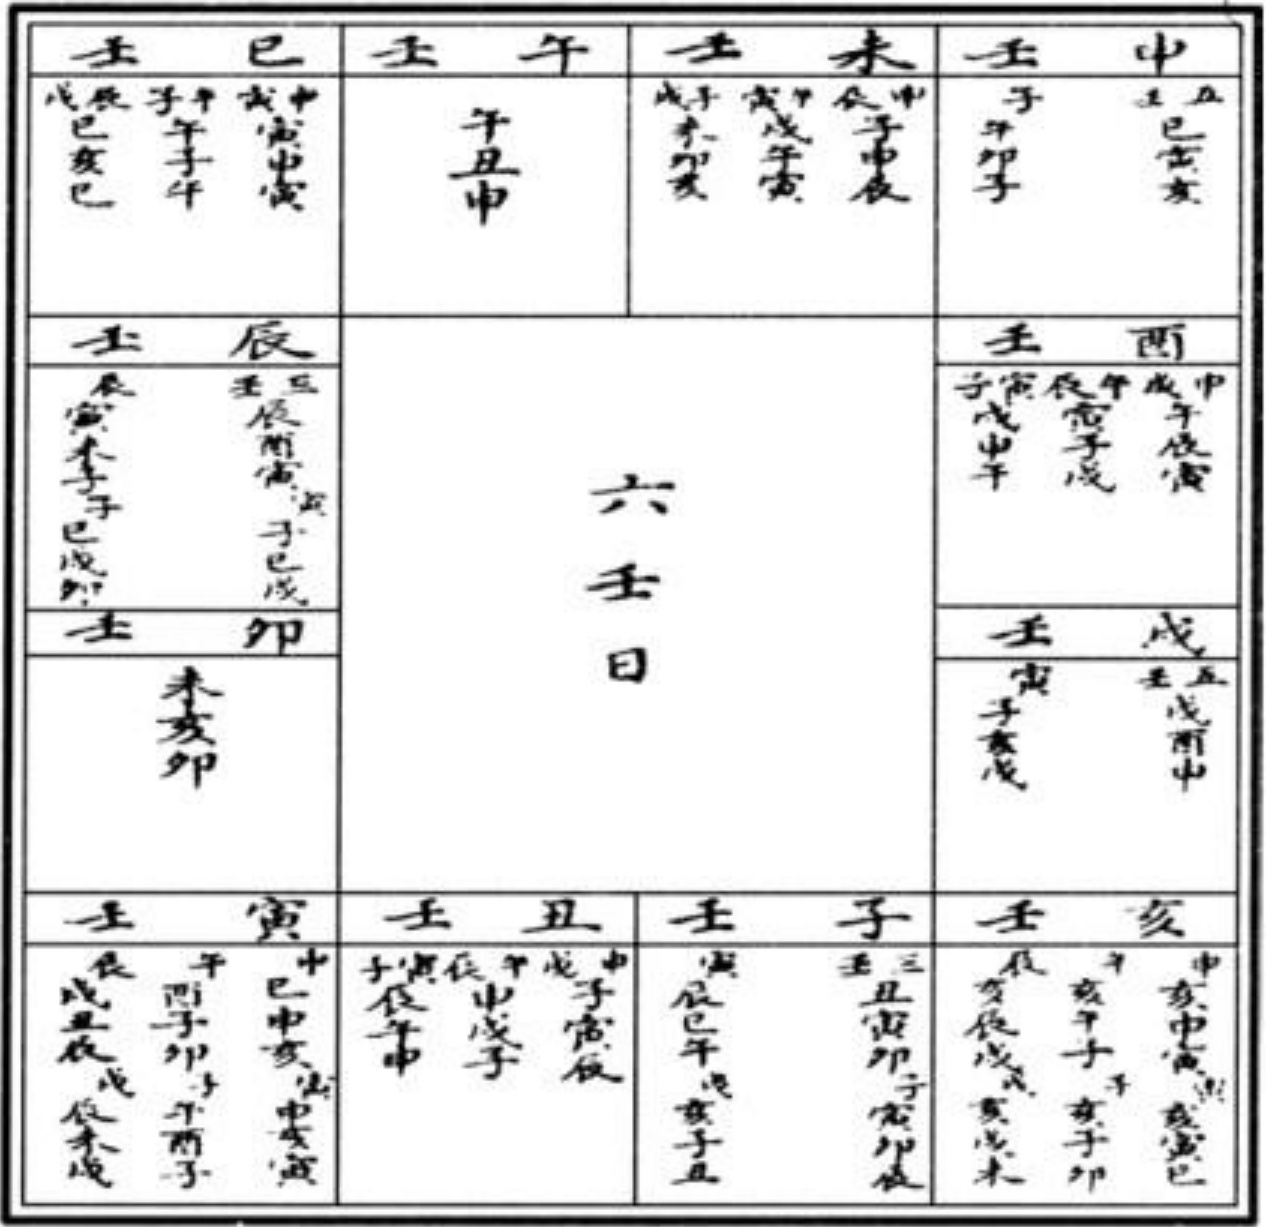 壬 巳
戌辰
巳亥巳
子午
午子午
寅申
寅申寅
壬 午
午丑申
壬 未
戌子
未卯亥
寅午
戌午寅
辰申
子申辰
壬 申
子
午卯子
壬五
巳寅亥
壬 辰
辰
寅未子
子
巳戌卯
壬五
辰酉寅
寅
子巳戌
六壬日
壬 酉
子寅
戌申午
辰午
寅子戌
戌申
午辰寅
壬 卯
未亥卯
壬 戌
寅
子亥戌
壬五
戌酉申
壬 寅
辰
戌丑辰
戌
辰未戌
午
酉子卯
子
午酉子
申
巳申亥
寅
申亥寅
壬 丑
子寅
辰午申
辰午
申戌子
戌申
子寅辰
壬 子
寅
辰巳午
戌
亥子丑
壬三
丑寅卯
子
寅卯辰
壬 亥
辰
亥辰戌
戌
亥戌未
午
亥午子
子
亥子卯
申
亥申寅
寅
亥寅巳